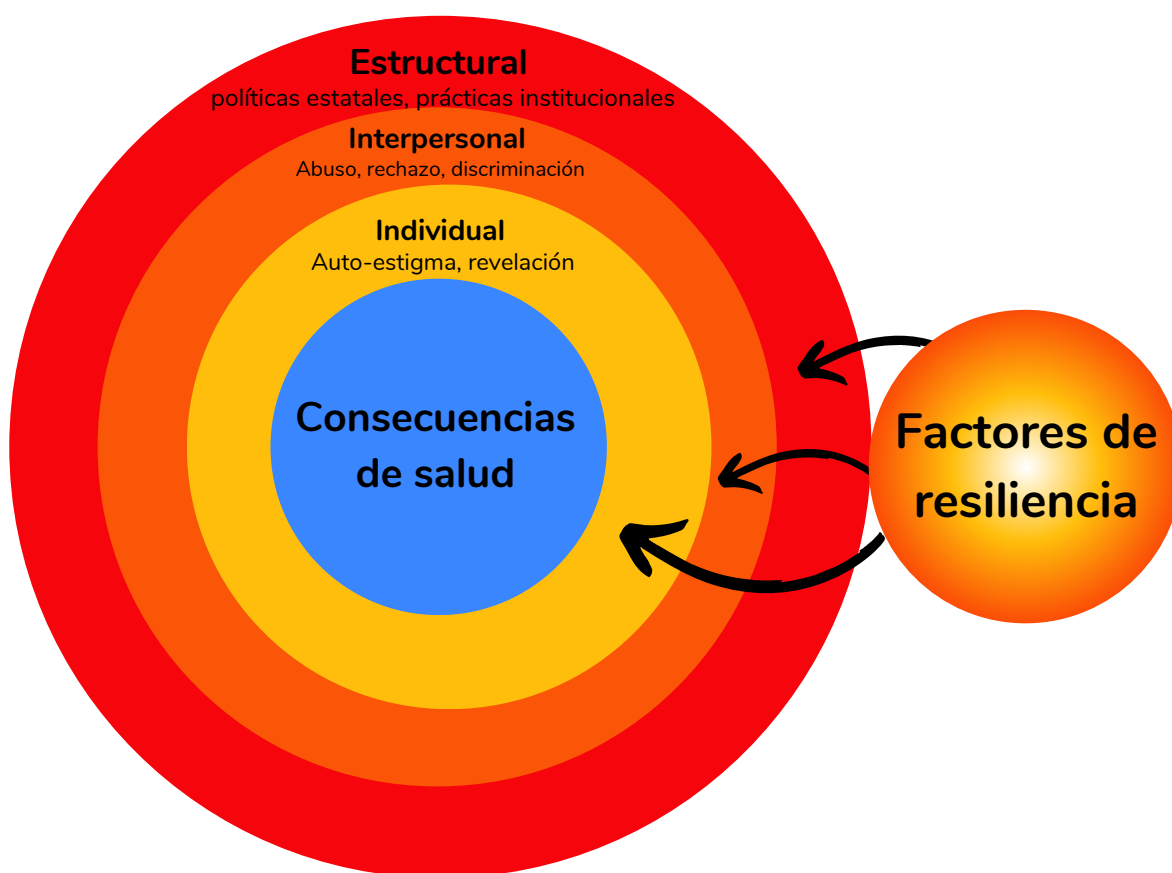 Estructural
políticas estatales, prácticas institucionales
Interpersonal
Abuso, rechazo, discriminación
Individual
Auto-estigma, revelación
Consecuencias
de salud
Factores de
resiliencia